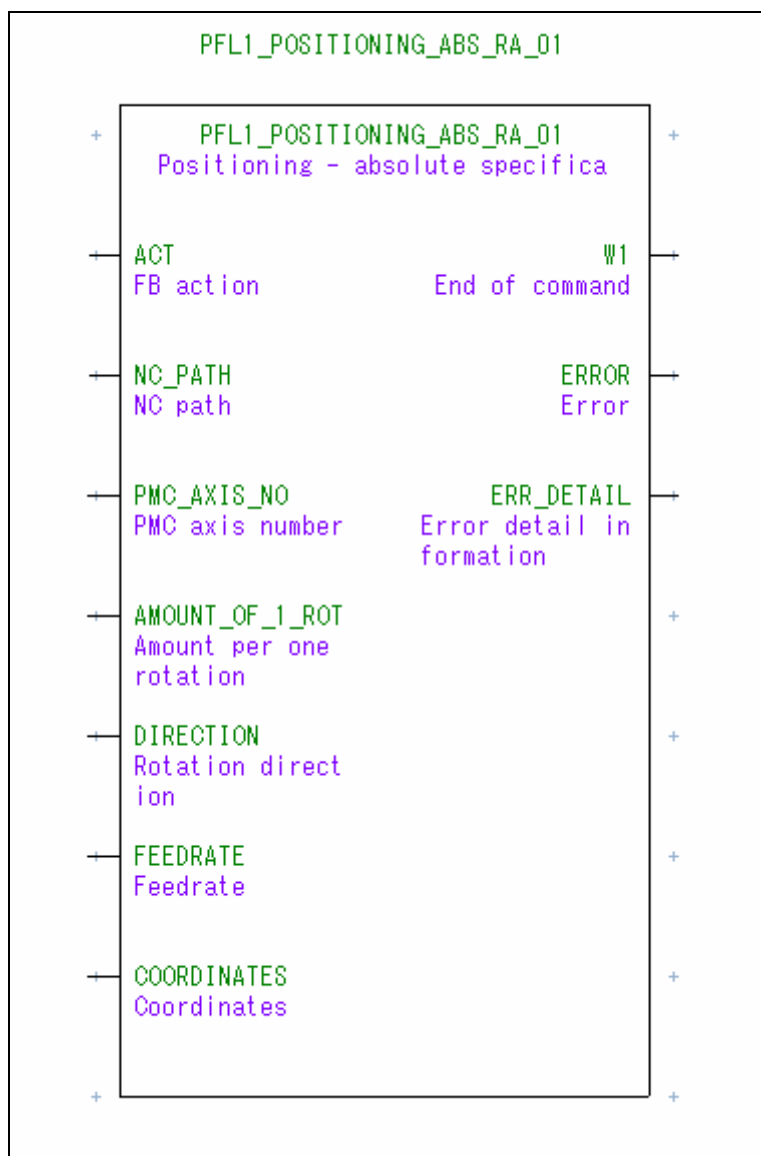 PFL1_POSITIONING_ABS_RA_01
PFL1_POSITIONING_ABS_RA_01
Positioning - absolute specifica
ACT
FB action
W1
End of command
NC_PATH
NC path
ERROR
Error
PMC_AXIS_NO
PMC axis number
ERR_DETAIL
Error detail in
formation
AMOUNT_OF_1_ROT
Amount per one
rotation
DIRECTION
Rotation direct
ion
FEEDRATE
Feedrate
COORDINATES
Coordinates